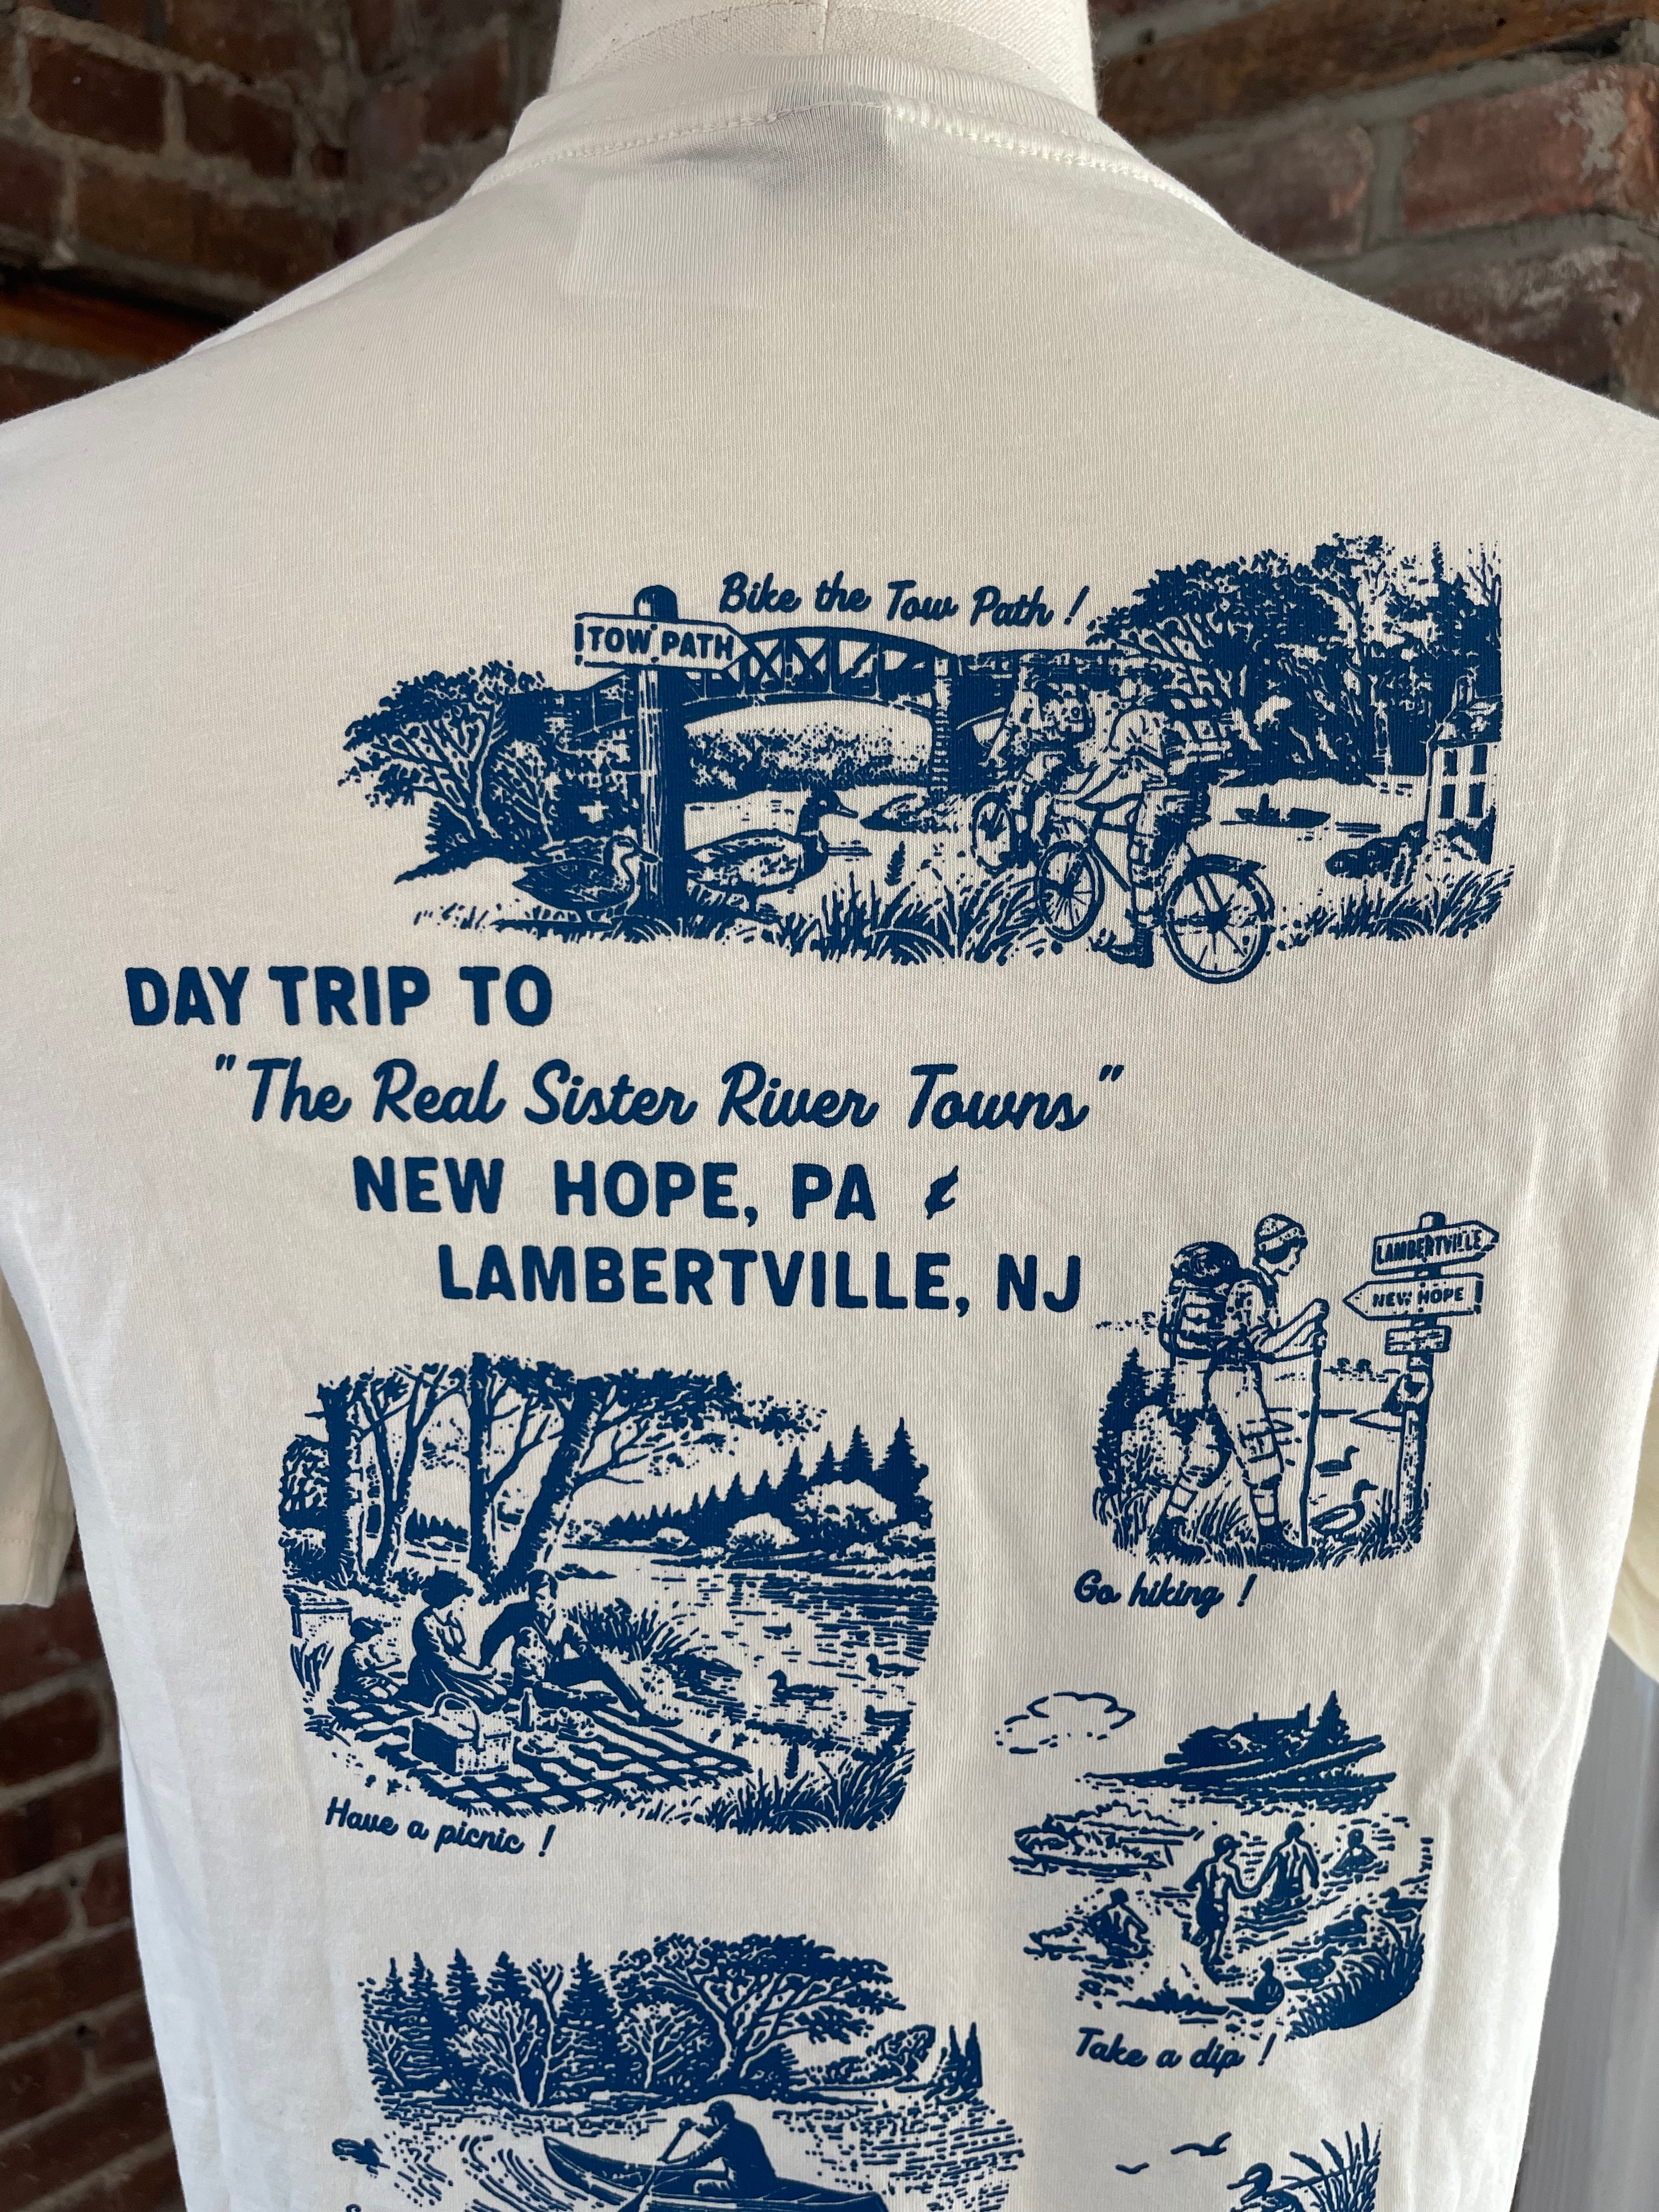 Bike the Tow Path !
TOW PATH
DAY TRIP TO
"The Real Sister River Towns"
NEW HOPE, PA &
LAMBERTVILLE, NJ
LAMBERTVILLE
NEW HOPE
Go hiking !
Have a picnic !
Take a dip !